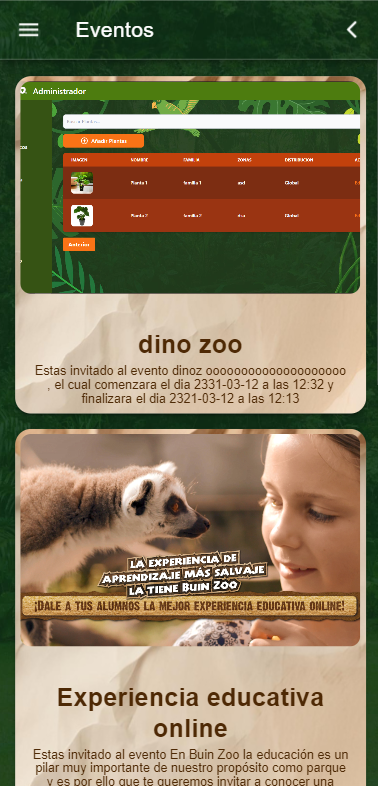 Eventos
Administrador
Buscar Plantas...
Añadir Plantas
IMAGEN NOMBRE FAMILIA ZONAS DISTRIBUCION
Planta 1 familia 1 asd Global
Planta 2 familia 2 dsa Global
Anterior
dino zoo
Estas invitado al evento dinoz oooooooooooooooooooo
, el cual comenzara el dia 2331-03-12 a las 12:32 y
finalizara el dia 2321-03-12 a las 12:13
LA EXPERIENCIA DE
APRENDIZAJE MÁS SALVAJE
LA TIENE BUIN ZOO
¡DALE A TUS ALUMNOS LA MEJOR EXPERIENCIA EDUCATIVA ONLINE!
Experiencia educativa
online
Estas invitado al evento En Buin Zoo la educación es un
pilar muy importante de nuestro propósito como parque
y es por ello que te queremos invitar a conocer una